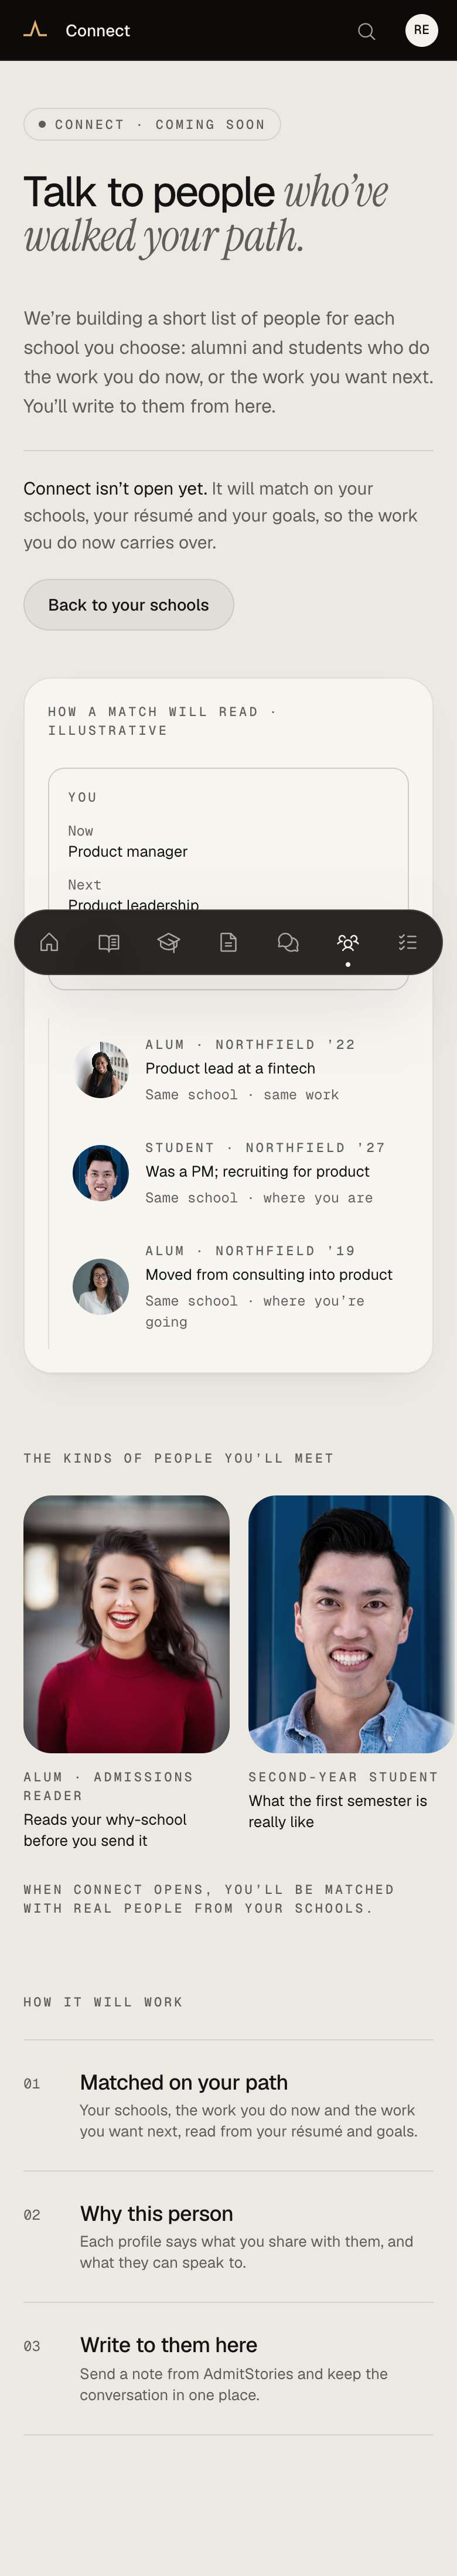 Connect
RE
CONNECT · COMING SOON
Talk to people who’ve
walked your path.
We’re building a short list of people for each
school you choose: alumni and students who do
the work you do now, or the work you want next.
You’ll write to them from here.
Connect isn’t open yet. It will match on your
schools, your résumé and your goals, so the work
you do now carries over.
Back to your schools
HOW A MATCH WILL READ ·
ILLUSTRATIVE
YOU
Now
Product manager
Next
Product leadership
ALUM · NORTHFIELD ’22
Product lead at a fintech
Same school · same work
STUDENT · NORTHFIELD ’27
Was a PM; recruiting for product
Same school · where you are
ALUM · NORTHFIELD ’19
Moved from consulting into product
Same school · where you’re
going
THE KINDS OF PEOPLE YOU’LL MEET
ALUM · ADMISSIONS
READER
Reads your why-school
before you send it
SECOND-YEAR STUDENT
What the first semester is
really like
WHEN CONNECT OPENS, YOU’LL BE MATCHED
WITH REAL PEOPLE FROM YOUR SCHOOLS.
HOW IT WILL WORK
01
Matched on your path
Your schools, the work you do now and the work
you want next, read from your résumé and goals.
02
Why this person
Each profile says what you share with them, and
what they can speak to.
03
Write to them here
Send a note from AdmitStories and keep the
conversation in one place.